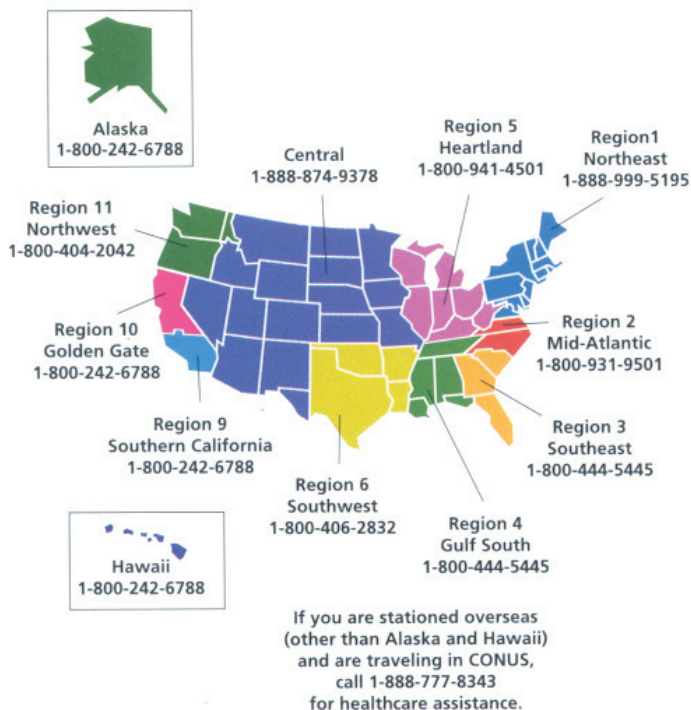 Alaska
1-800-242-6788
Region 5
Heartland
1-800-941-4501
Region1
Northeast
1-888-999-5195
Central
1-888-874-9378
Region 11
Northwest
1-800-404-2042
Region 10
Golden Gate
1-800-242-6788
Region 2
Mid-Atlantic
1-800-931-9501
Region 9
Southern California
1-800-242-6788
Region 3
Southeast
1-800-444-5445
Region 6
Southwest
1-800-406-2832
Region 4
Gulf South
1-800-444-5445
Hawaii
1-800-242-6788
If you are stationed overseas
(other than Alaska and Hawaii)
and are traveling in CONUS,
call 1-888-777-8343
for healthcare assistance.